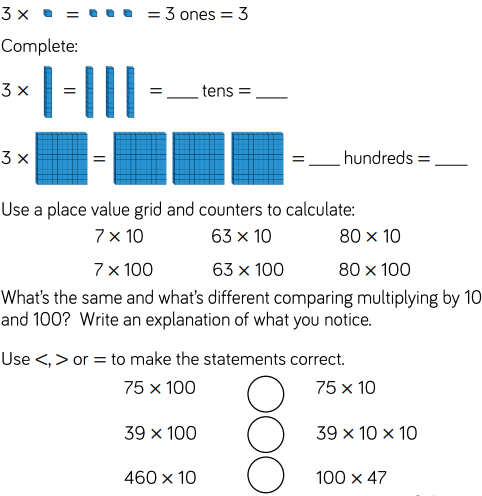 3 × = = 3 ones = 3
Complete:
3 × = = ___ tens = ___
3 × = = ___ hundreds = ___
Use a place value grid and counters to calculate:
7 × 10 63 × 10 80 × 10
7 × 100 63 × 100 80 × 100
What's the same and what's different comparing multiplying by 10
and 100? Write an explanation of what you notice.
Use <, > or = to make the statements correct.
75 × 100 75 × 10
39 × 100 39 × 10 × 10
460 × 10 100 × 47